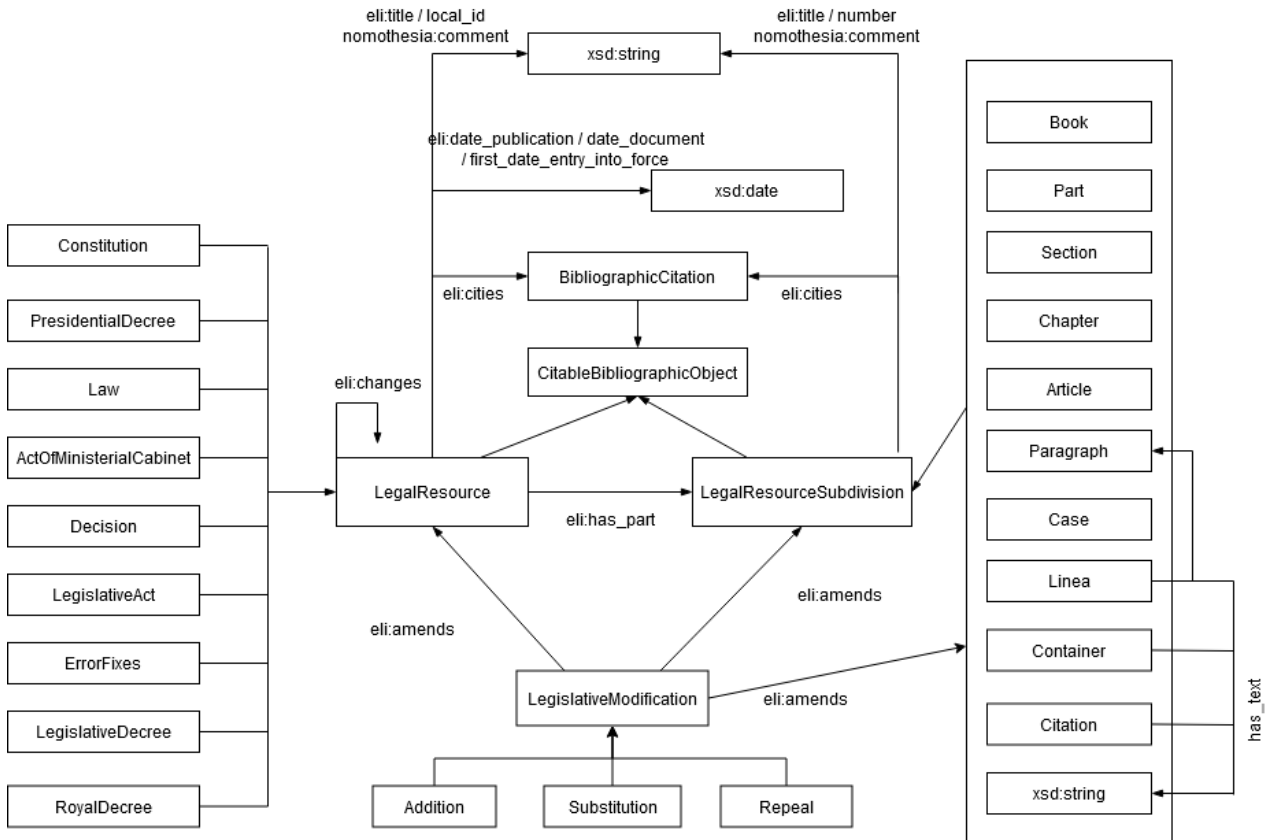 eli:title / local_id
nomothesia:comment
eli:title / number
nomothesia:comment
xsd:string
eli:date_publication / date_document
/ first_date_entry_into_force
xsd:date
BibliographicCitation
eli:cities
eli:cities
CitableBibliographicObject
eli:changes
LegalResource
LegalResourceSubdivision
eli:has_part
eli:amends
eli:amends
LegislativeModification
eli:amends
Addition
Substitution
Repeal
Constitution
PresidentialDecree
Law
ActOfMinisterialCabinet
Decision
LegislativeAct
ErrorFixes
LegislativeDecree
RoyalDecree
Book
Part
Section
Chapter
Article
Paragraph
Case
Linea
Container
Citation
xsd:string
has_text